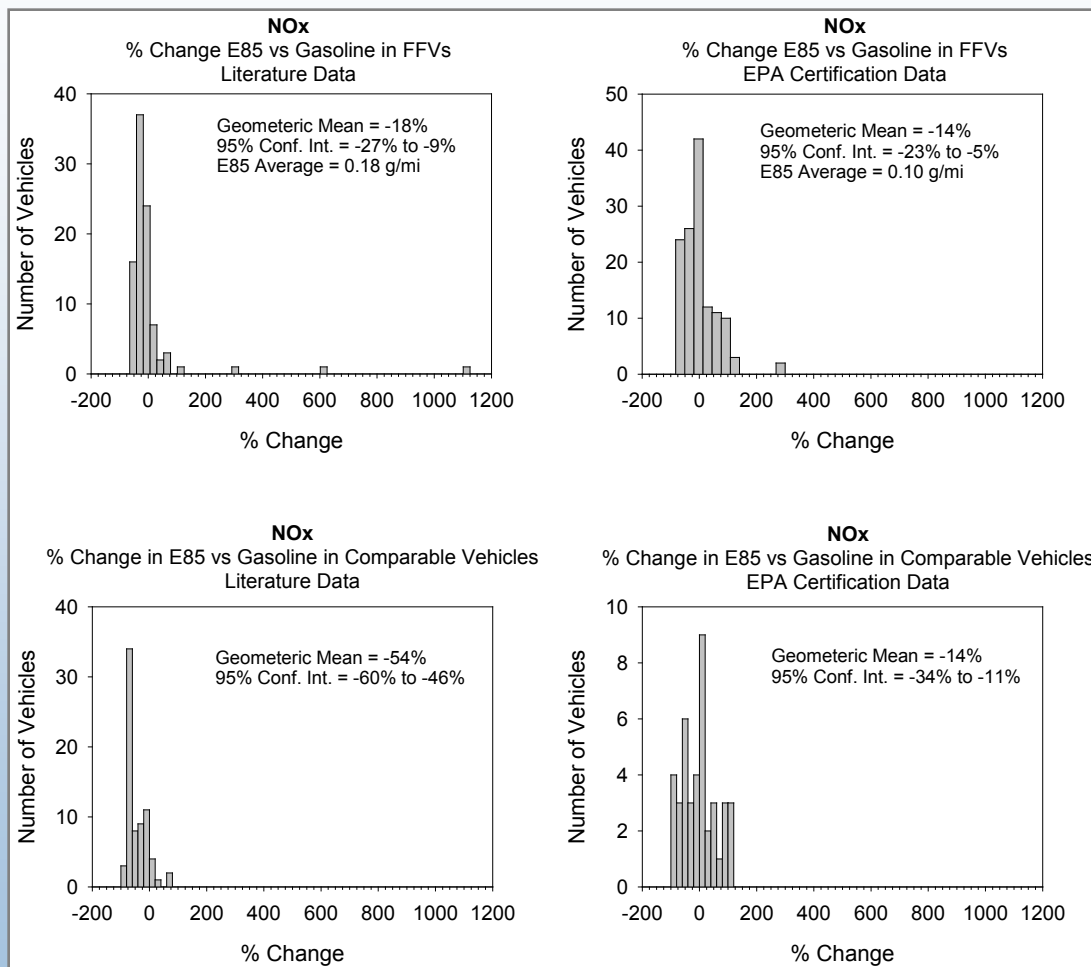 NOx
% Change E85 vs Gasoline in FFVs
Literature Data
Number of Vehicles
40
30
20
10
0
Geometeric Mean = -18%
95% Conf. Int. = -27% to -9%
E85 Average = 0.18 g/mi
-200 0 200 400 600 800 1000 1200
% Change
NOx
% Change E85 vs Gasoline in FFVs
EPA Certification Data
Number of Vehicles
50
40
30
20
10
0
Geometeric Mean = -14%
95% Conf. Int. = -23% to -5%
E85 Average = 0.10 g/mi
-200 0 200 400 600 800 1000 1200
% Change
NOx
% Change in E85 vs Gasoline in Comparable Vehicles
Literature Data
Number of Vehicles
40
30
20
10
0
Geometeric Mean = -54%
95% Conf. Int. = -60% to -46%
-200 0 200 400 600 800 1000 1200
% Change
NOx
% Change in E85 vs Gasoline in Comparable Vehicles
EPA Certification Data
Number of Vehicles
10
8
6
4
2
0
Geometeric Mean = -14%
95% Conf. Int. = -34% to -11%
-200 0 200 400 600 800 1000 1200
% Change